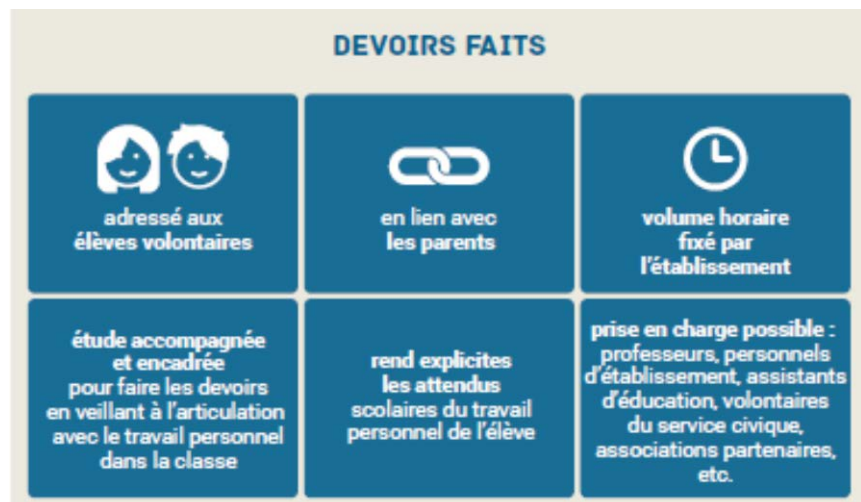 DEVOIRS FAITS
adressé aux
élèves volontaires
en lien avec
les parents
volume horaire
fixé par
l'établissement
étude accompagnée
et encadrée
pour faire les devoirs
en veillant à l'articulation
avec le travail personnel
dans la classe
rend explicites
les attendus
scolaires du travail
personnel de l'élève
prise en charge possible :
professeurs, personnels
d'établissement, assistants
d'éducation, volontaires
du service civique,
associations partenaires,
etc.